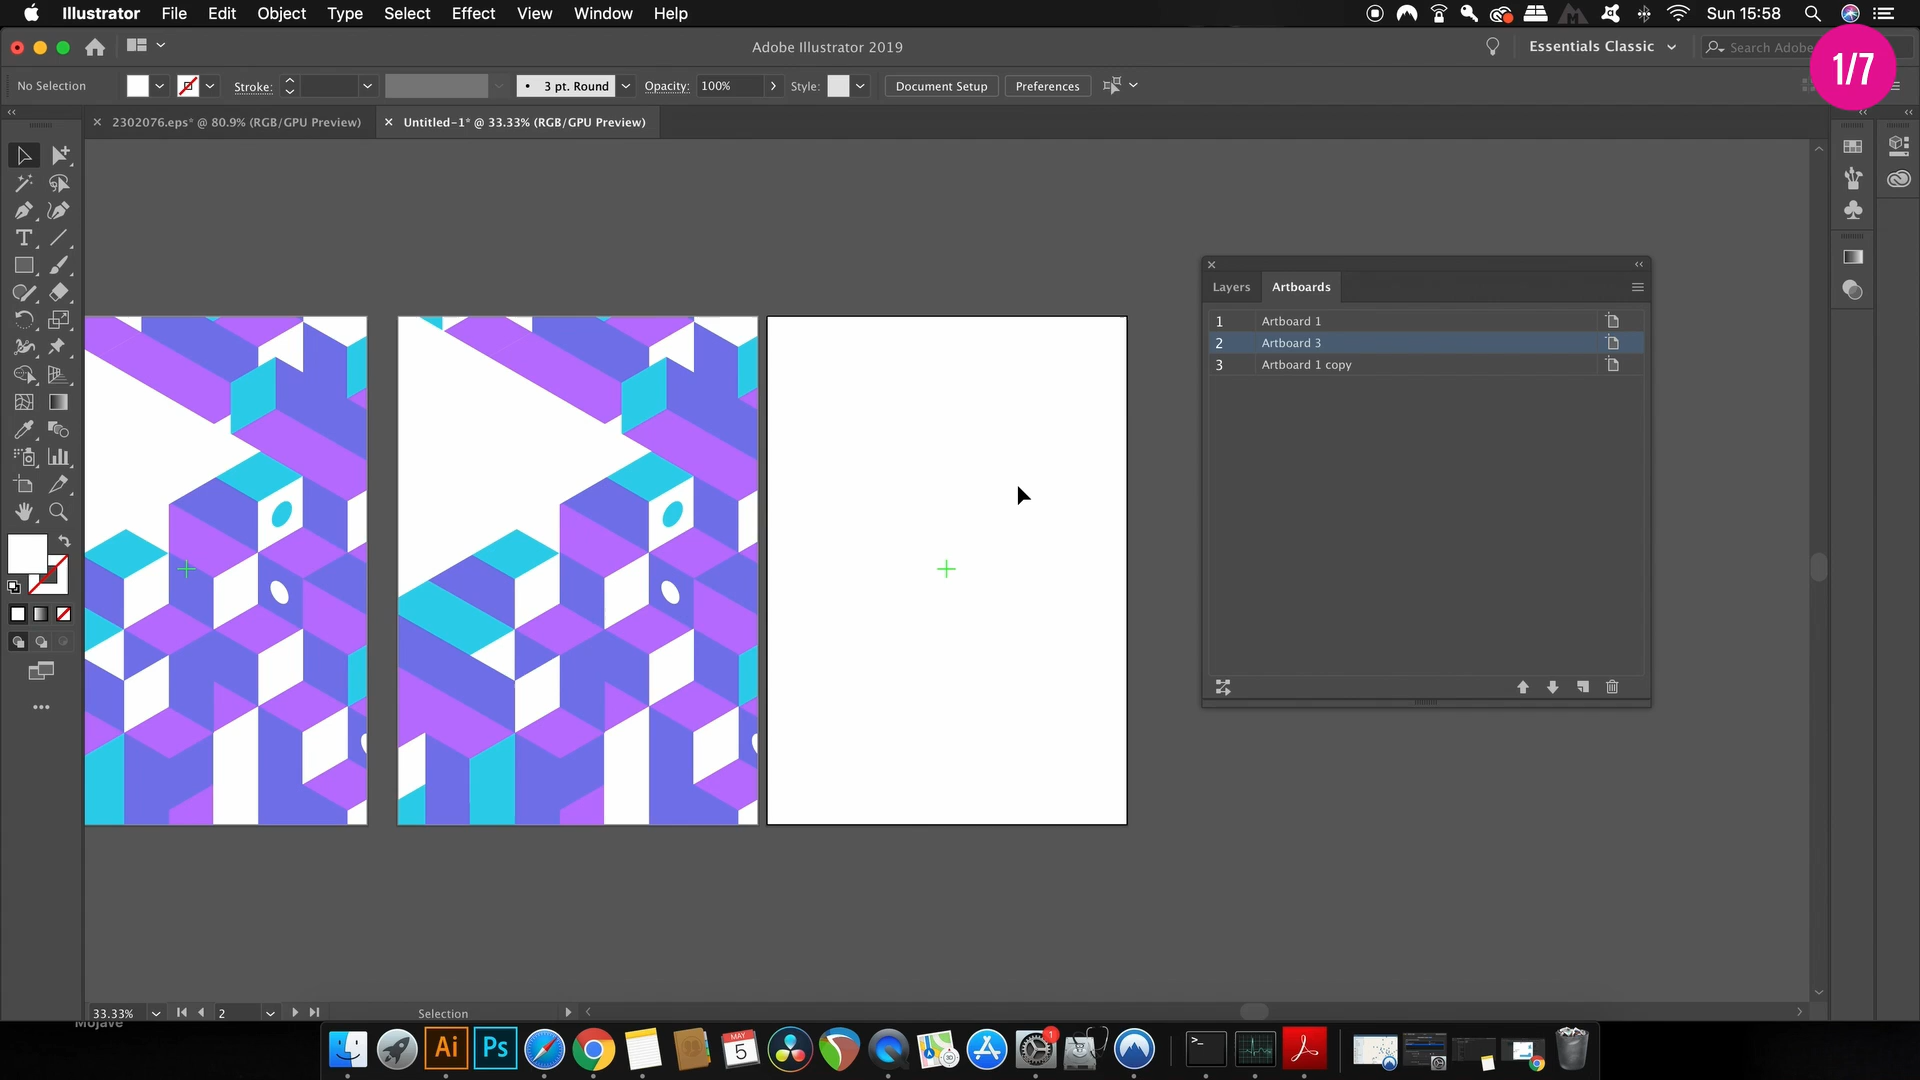 Illustrator File Edit Object Type Select Effect View Window Help Sun 15:58
Adobe Illustrator 2019
Essentials Classic
Search Adobe
1/7
No Selection Stroke: 3 pt. Round Opacity: 100% Style: Document Setup Preferences
2302076.eps* @ 80.9% (RGB/GPU Preview) Untitled-1* @ 33.33% (RGB/GPU Preview)
Layers Artboards
1 Artboard 1
2 Artboard 3
3 Artboard 1 copy
33.33% 2 Selection
Mojave
Ai Ps MAY 5 1